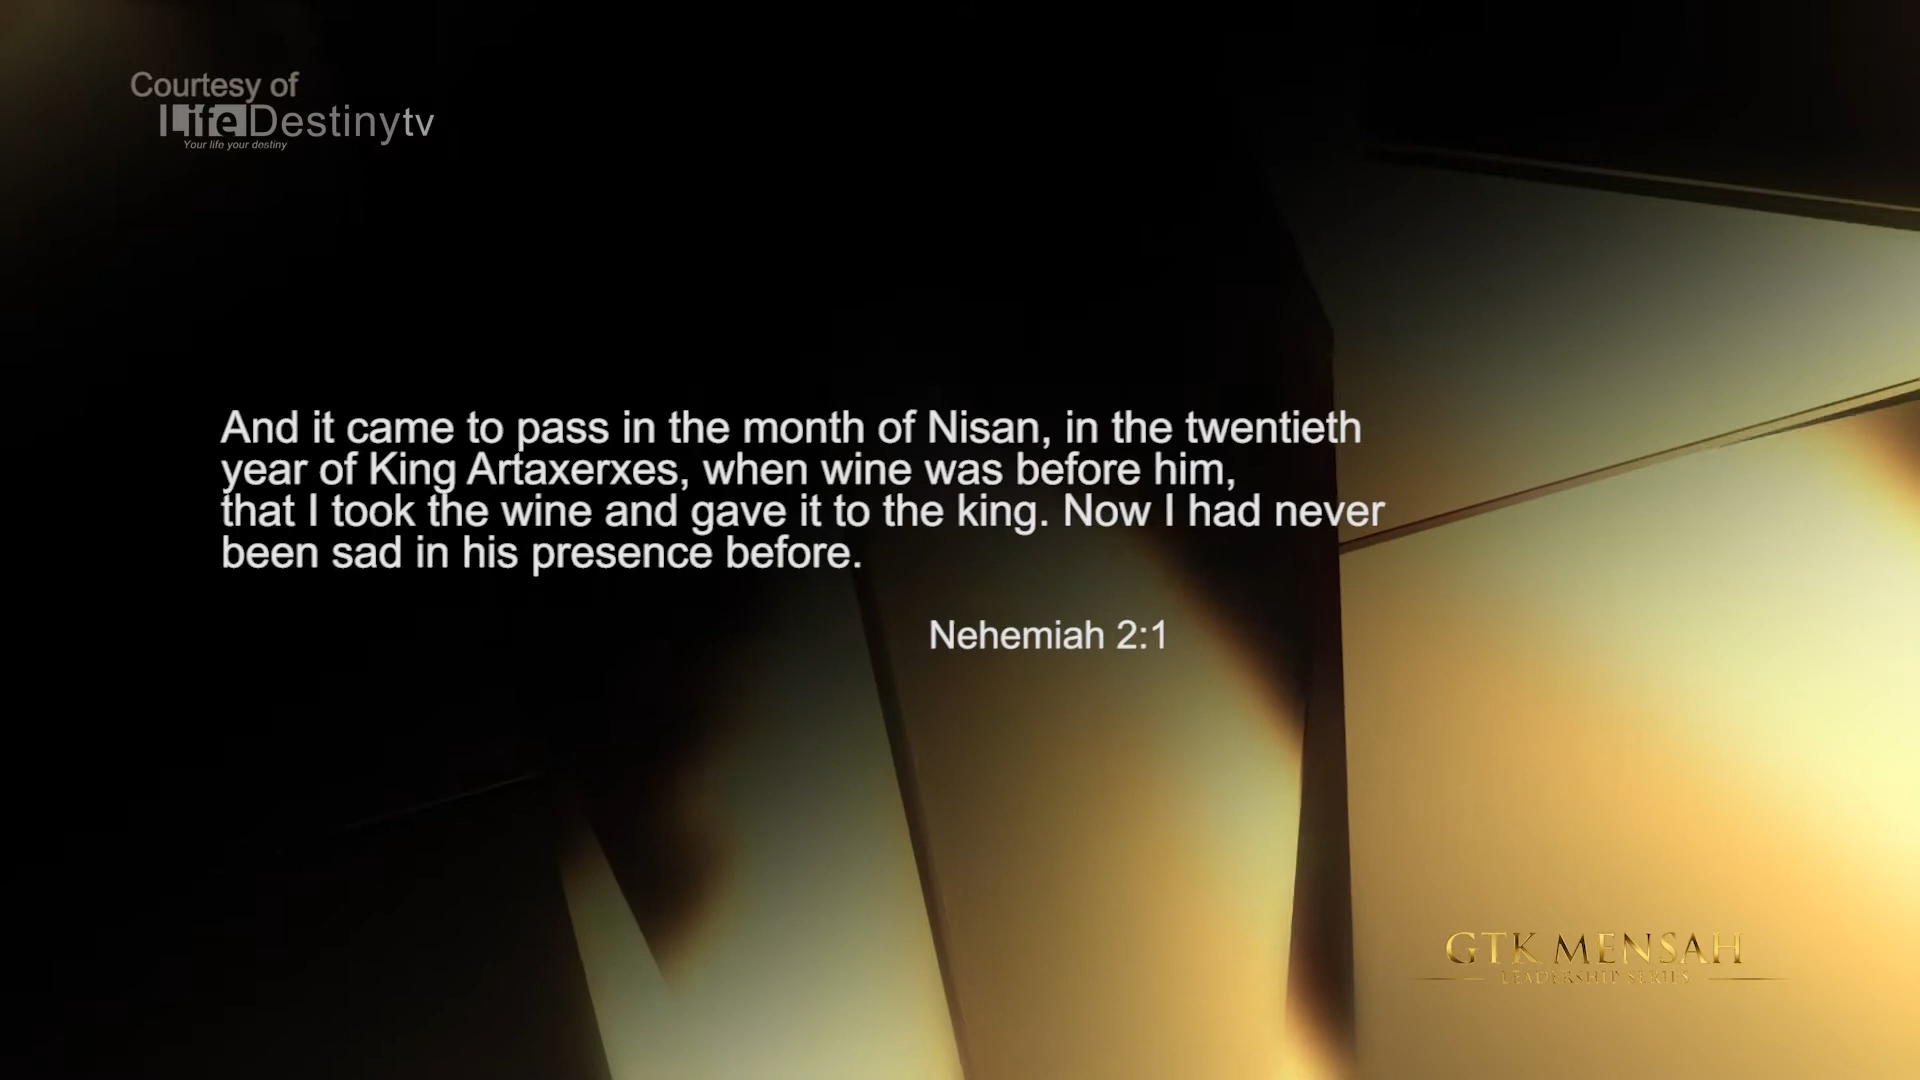 Courtesy of
LifeDestinytv
Your life your destiny
And it came to pass in the month of Nisan, in the twentieth
year of King Artaxerxes, when wine was before him,
that I took the wine and gave it to the king. Now I had never
been sad in his presence before.
Nehemiah 2:1
GTK MENSAH
LEADERSHIP SERIES